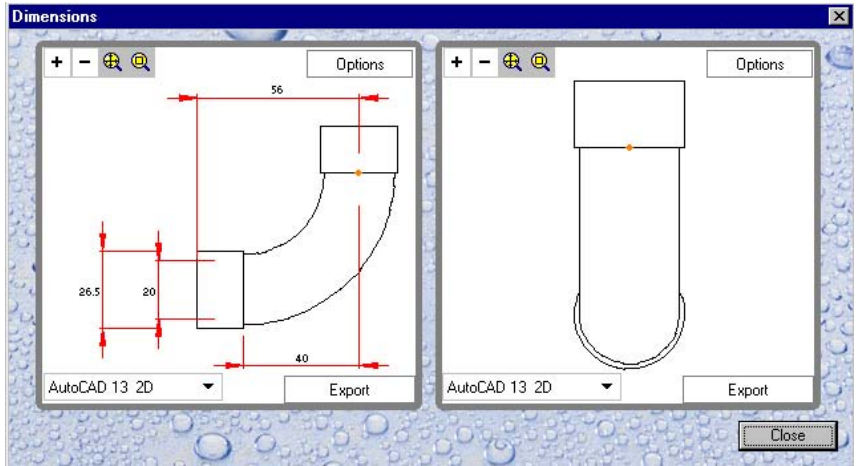 Dimensions
Options
56
26.5
20
40
AutoCAD 13 2D
Export
Options
AutoCAD 13 2D
Export
Close